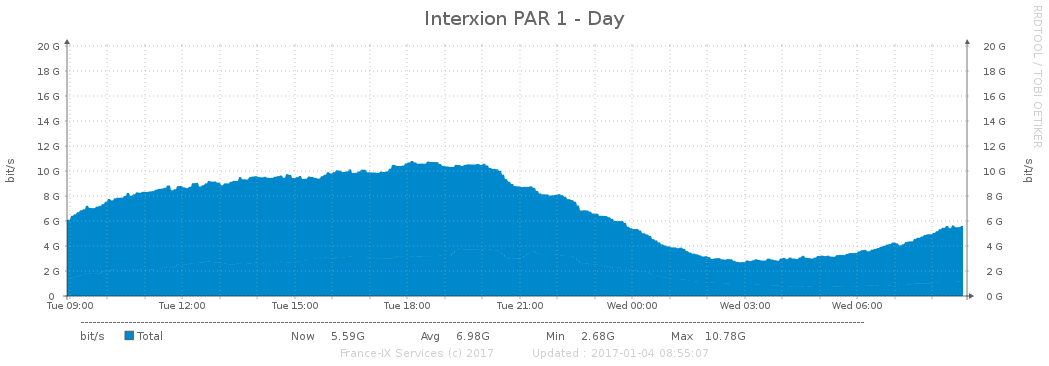 Interxion PAR 1 - Day
RRDTOOL / TOBI OETIKER
bit/s
20 G
18 G
16 G
14 G
12 G
10 G
8 G
6 G
4 G
2 G
0
20 G
18 G
16 G
14 G
12 G
10 G
8 G
6 G
4 G
2 G
0 G
bit/s
Tue 09:00 Tue 12:00 Tue 15:00 Tue 18:00 Tue 21:00 Wed 00:00 Wed 03:00 Wed 06:00
bit/s Total Now 5.59G Avg 6.98G Min 2.68G Max 10.78G
France-IX Services (c) 2017 Updated : 2017-01-04 08:55:07